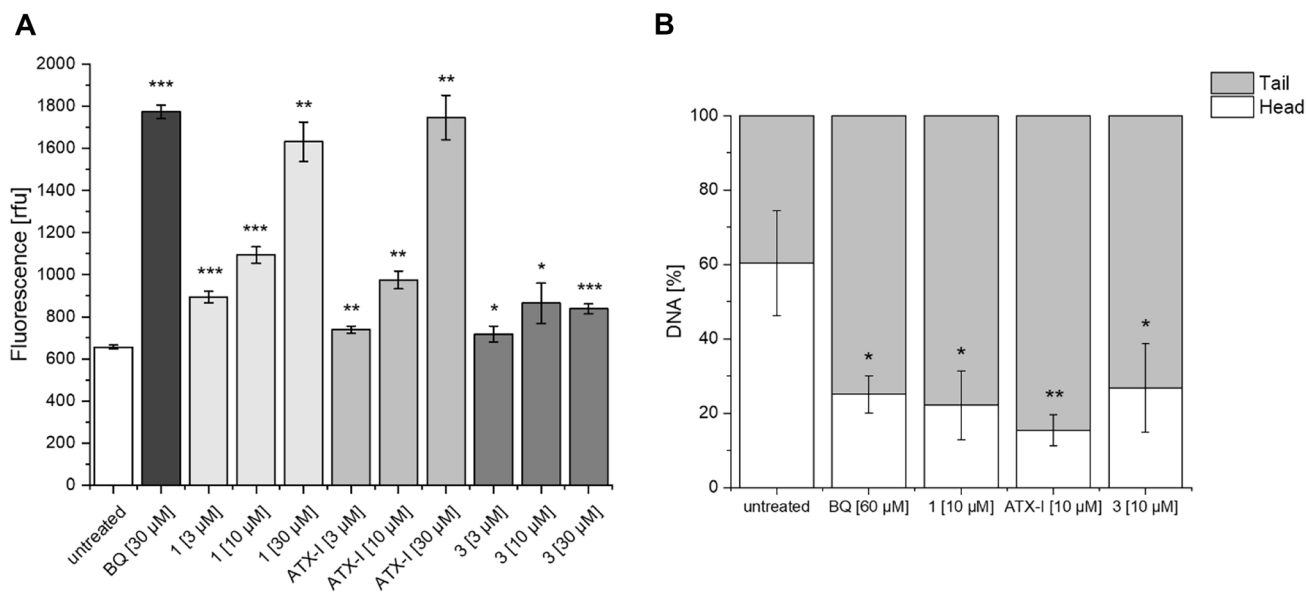 A
Fluorescence [rfu]
2000
1800
1600
1400
1200
1000
800
600
400
200
0
***
***
***
**
**
**
**
*
*
***
untreated
BQ [30 µM]
1 [3 µM]
1 [10 µM]
1 [30 µM]
ATX-I [3 µM]
ATX-I [10 µM]
ATX-I [30 µM]
3 [3 µM]
3 [10 µM]
3 [30 µM]
B
Tail
Head
DNA [%]
100
80
60
40
20
0
*
*
**
*
untreated
BQ [60 µM]
1 [10 µM]
ATX-I [10 µM]
3 [10 µM]